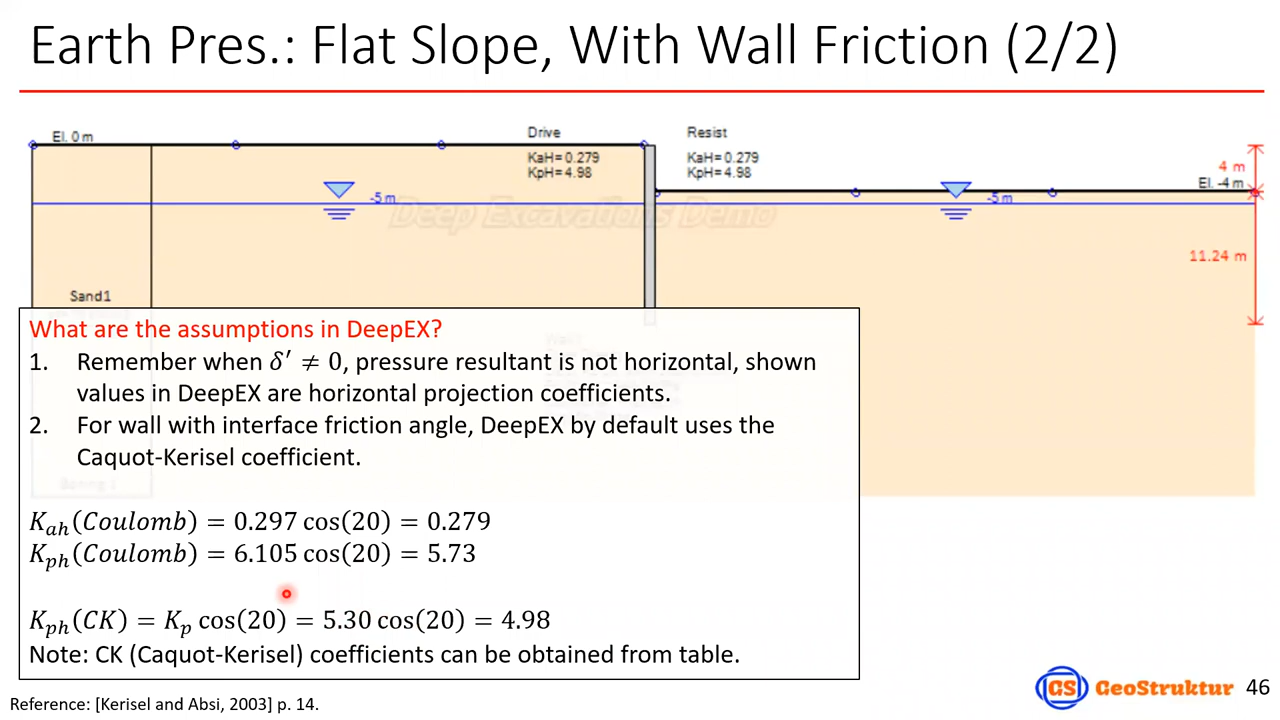 Earth Pres.: Flat Slope, With Wall Friction (2/2)
El. 0 m
Drive
KaH= 0.279
KpH= 4.98
Resist
KaH= 0.279
KpH= 4.98
4 m
El. -4 m
-5 m
-5 m
Deep Excavations Demo
11.24 m
Sand1
What are the assumptions in DeepEX?
1. Remember when δ′ ≠ 0, pressure resultant is not horizontal, shown
values in DeepEX are horizontal projection coefficients.
2. For wall with interface friction angle, DeepEX by default uses the
Caquot-Kerisel coefficient.
K_ah(Coulomb) = 0.297 cos(20) = 0.279
K_ph(Coulomb) = 6.105 cos(20) = 5.73
K_ph(CK) = K_p cos(20) = 5.30 cos(20) = 4.98
Note: CK (Caquot-Kerisel) coefficients can be obtained from table.
Reference: [Kerisel and Absi, 2003] p. 14.
GS GeoStruktur
46